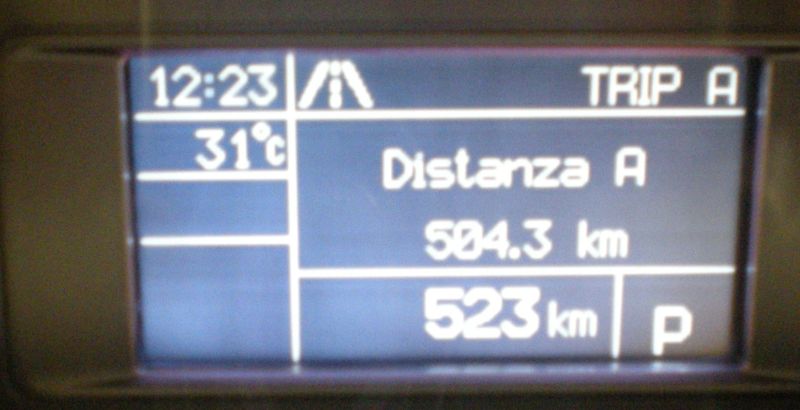 12:23 TRIP A
31°C
Distanza A
504.3 km
523 km P